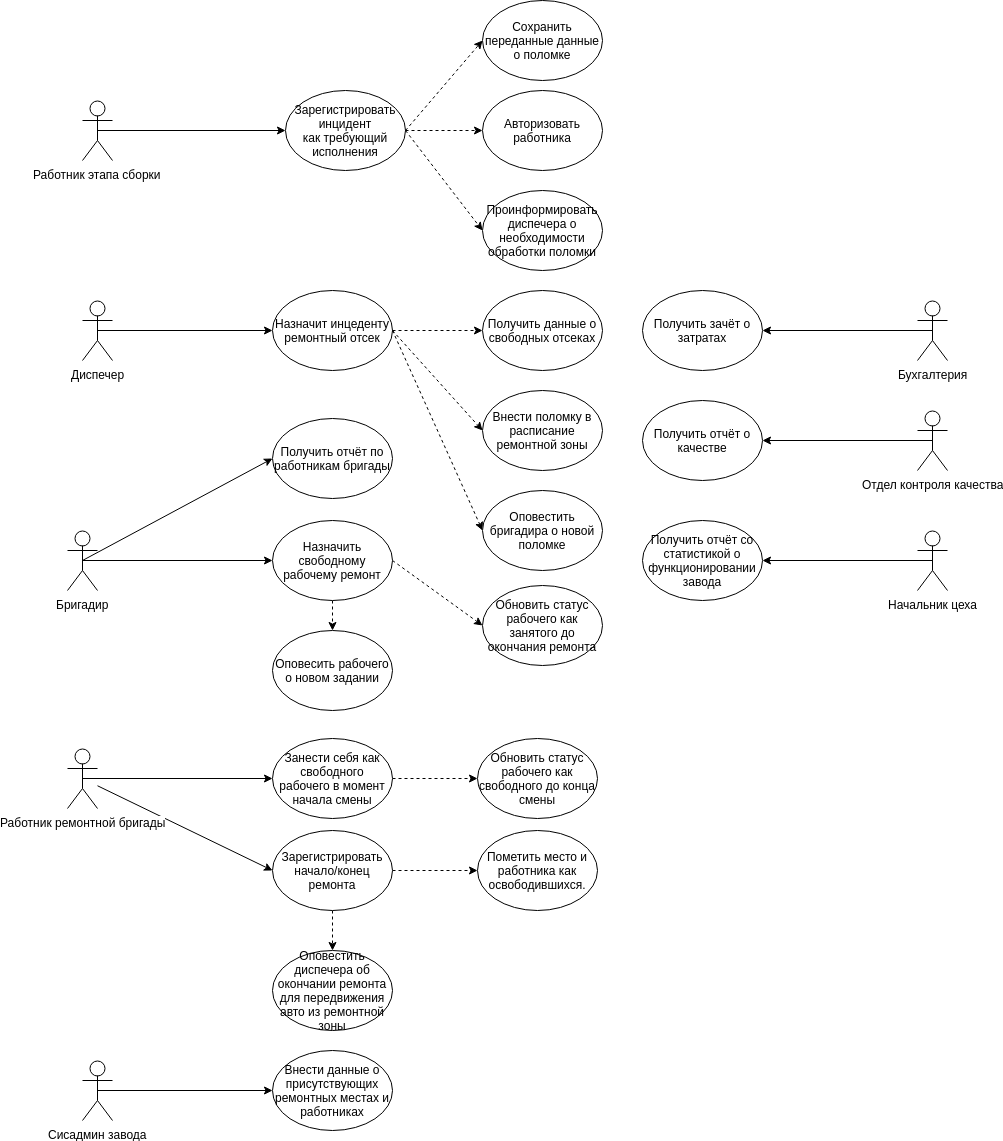 Сохранить
переданные данные
о поломке
Зарегистрировать
инцидент
как требующий
исполнения
Авторизовать
работника
Работник этапа сборки
Проинформировать
диспечера о
необходимости
обработки поломки
Назначит инцеденту
ремонтный отсек
Получить данные о
свободных отсеках
Получить зачёт о
затратах
Диспечер
Бухгалтерия
Внести поломку в
расписание
ремонтной зоны
Получить отчёт о
качестве
Получить отчёт по
работникам бригады
Отдел контроля качества
Оповестить
бригадира о новой
поломке
Назначить
свободному
рабочему ремонт
Получить отчёт со
статистикой о
функционировании
завода
Бригадир
Начальник цеха
Обновить статус
рабочего как
занятого до
окончания ремонта
Оповесить рабочего
о новом задании
Занести себя как
свободного
рабочего в момент
начала смены
Обновить статус
рабочего как
свободного до конца
смены
Работник ремонтной бригады
Зарегистрировать
начало/конец
ремонта
Пометить место и
работника как
освободившихся.
Оповестить
диспечера об
окончании ремонта
для передвижения
авто из ремонтной
зоны
Внести данные о
присутствующих
ремонтных местах и
работниках
Сисадмин завода